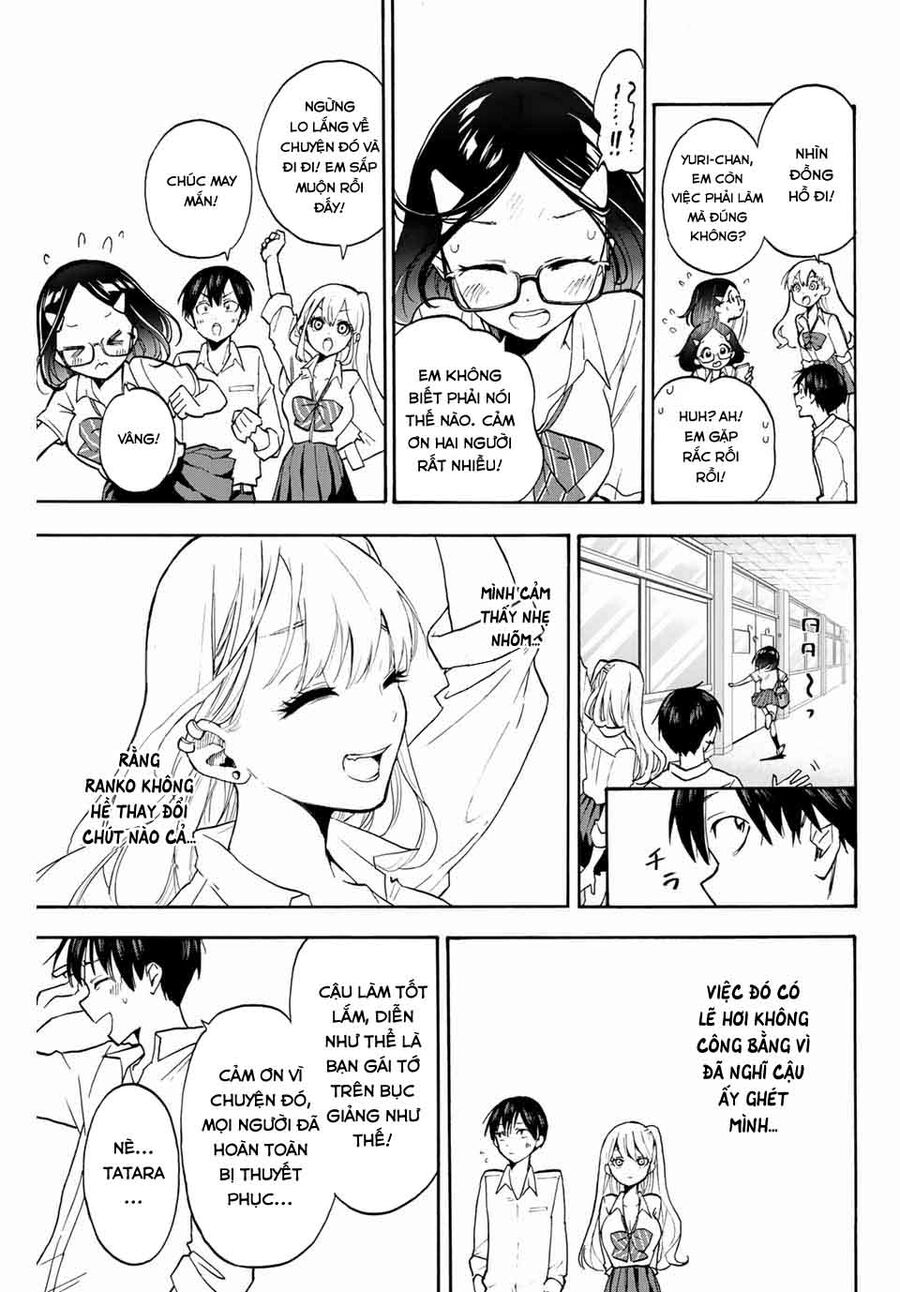 NHÌN
ĐỒNG
HỒ ĐI!
YURI-CHAN,
EM CÒN
VIỆC PHẢI LÀM
MÀ ĐÚNG
KHÔNG?
HUH? AH!
EM GẶP
RẮC RỐI
RỒI!
!!
EM KHÔNG
BIẾT PHẢI NÓI
THẾ NÀO. CẢM
ƠN HAI NGƯỜI
RẤT NHIỀU!
NGỪNG
LO LẮNG VỀ
CHUYỆN ĐÓ VÀ
ĐI ĐI! EM SẮP
MUỘN RỒI
ĐẤY!
CHÚC MAY
MẮN!
VÂNG!
チラ
MÌNH CẢM
THẤY NHẸ
NHÕM...
RẰNG
RANKO KHÔNG
HỀ THAY ĐỔI
CHÚT NÀO CẢ...
VIỆC ĐÓ CÓ
LẼ HƠI KHÔNG
CÔNG BẰNG VÌ
ĐÃ NGHĨ CẬU
ẤY GHÉT
MÌNH...
CẬU LÀM TỐT
LẮM, DIỄN
NHƯ THỂ LÀ
BẠN GÁI TỚ
TRÊN BỤC
GIẢNG NHƯ
THẾ!
CẢM ƠN VÌ
CHUYỆN ĐÓ,
MỌI NGƯỜI ĐÃ
HOÀN TOÀN
BỊ THUYẾT
PHỤC...
NÈ...
TATARA
...